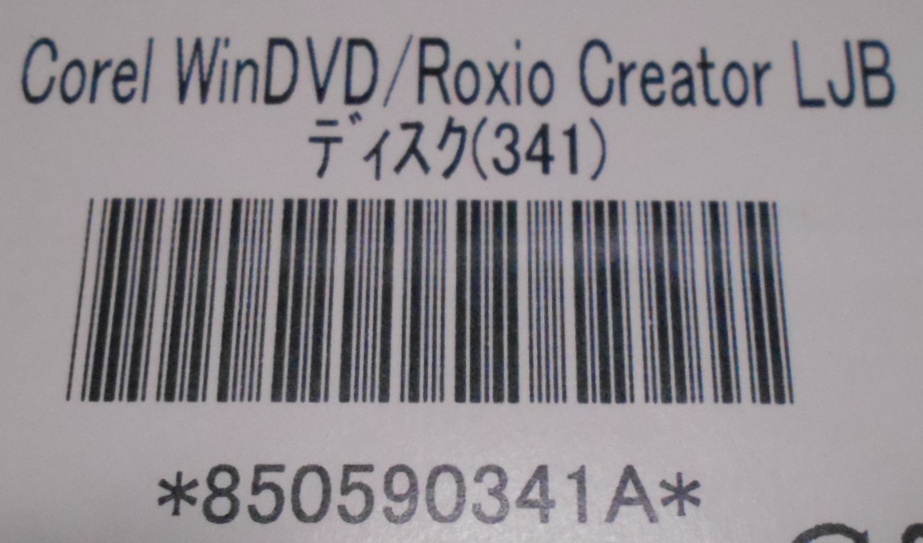 Corel WinDVD/Roxio Creator LJB
ディスク(341)
*850590341A*